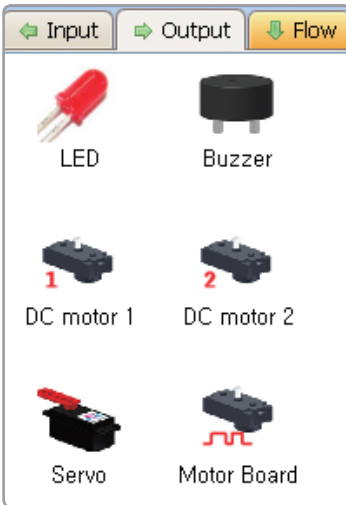 Input Output Flow
LED Buzzer
1 2
DC motor 1 DC motor 2
Servo Motor Board